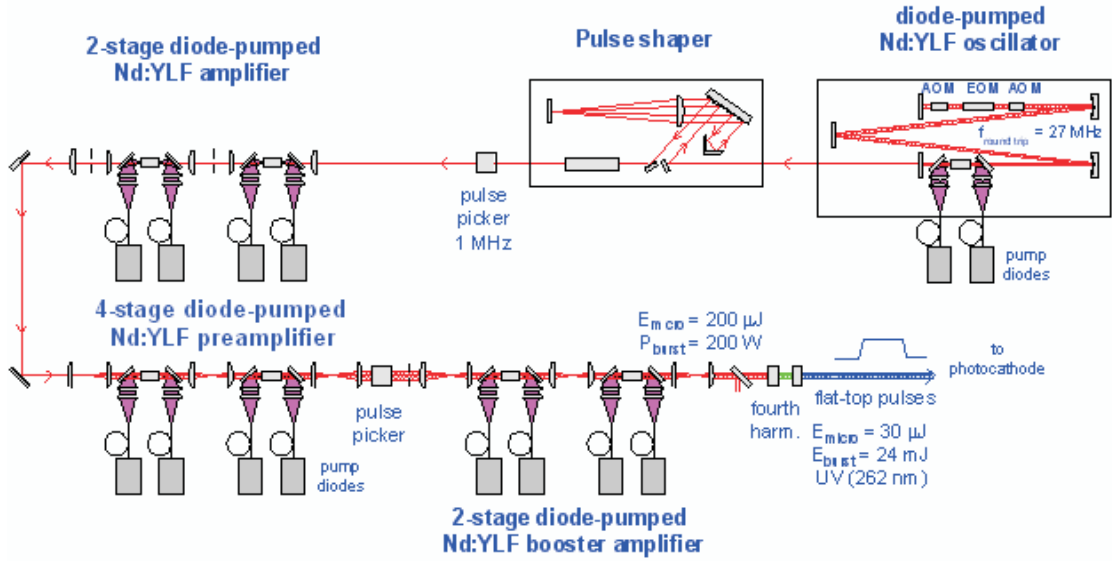 2-stage diode-pumped
Nd:YLF amplifier
Pulse shaper
diode-pumped
Nd:YLF oscillator
AOM EOM AOM
f round trip = 27 MHz
pulse
picker
1 MHz
pump
diodes
4-stage diode-pumped
Nd:YLF preamplifier
E micro = 200 µJ
P burst = 200 W
to
photocathode
pulse
picker
fourth
harm.
flat-top pulses
E micro = 30 µJ
E burst = 24 mJ
UV (262 nm)
pump
diodes
2-stage diode-pumped
Nd:YLF booster amplifier